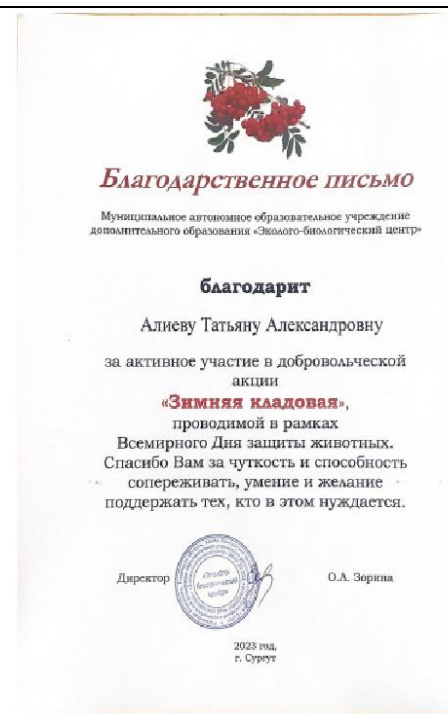 Благодарственное письмо
Муниципальное автономное образовательное учреждение
дополнительного образования «Эколого-биологический центр»
благодарит
Алиеву Татьяну Александровну
за активное участие в добровольческой
акции
«Зимняя кладовая»,
проводимой в рамках
Всемирного Дня защиты животных.
Спасибо Вам за чуткость и способность
сопереживать, умение и желание
поддержать тех, кто в этом нуждается.
Директор
О.А. Зорина
2023 год,
г. Сургут